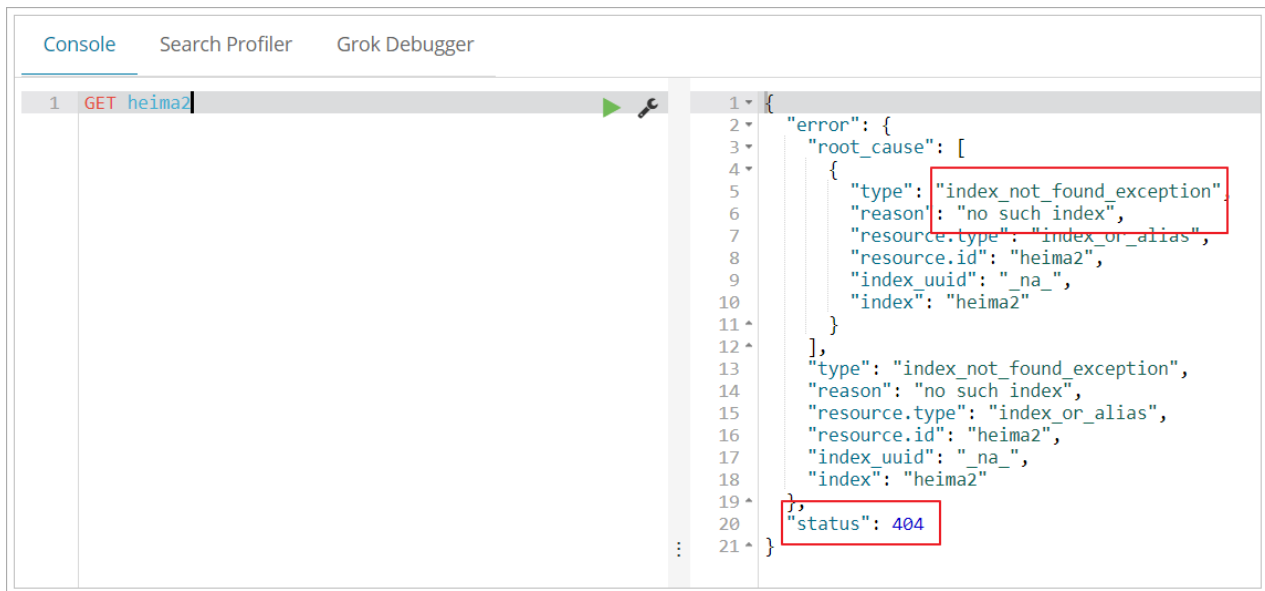 Console Search Profiler Grok Debugger
1 GET heima2
1 {
2 "error": {
3 "root_cause": [
4 {
5 "type": "index_not_found_exception",
6 "reason": "no such index",
7 "resource.type": "index_or_alias",
8 "resource.id": "heima2",
9 "index_uuid": "_na_",
10 "index": "heima2"
11 }
12 ],
13 "type": "index_not_found_exception",
14 "reason": "no such index",
15 "resource.type": "index_or_alias",
16 "resource.id": "heima2",
17 "index_uuid": "_na_",
18 "index": "heima2"
19 },
20 "status": 404
21 }